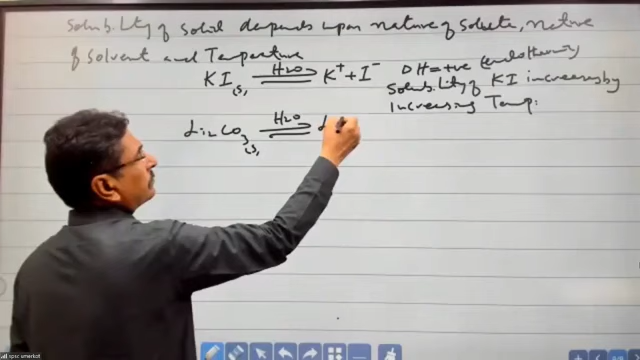 Solubility of solid depends upon nature of Solute, nature
of Solvent and Temperature
KI(s) ⇌ H2O K⁺ + I⁻ ΔH = +ve (endothermic)
Solubility of KI increases by
increasing Temp:
Li2CO3(s) ⇌ H2O L